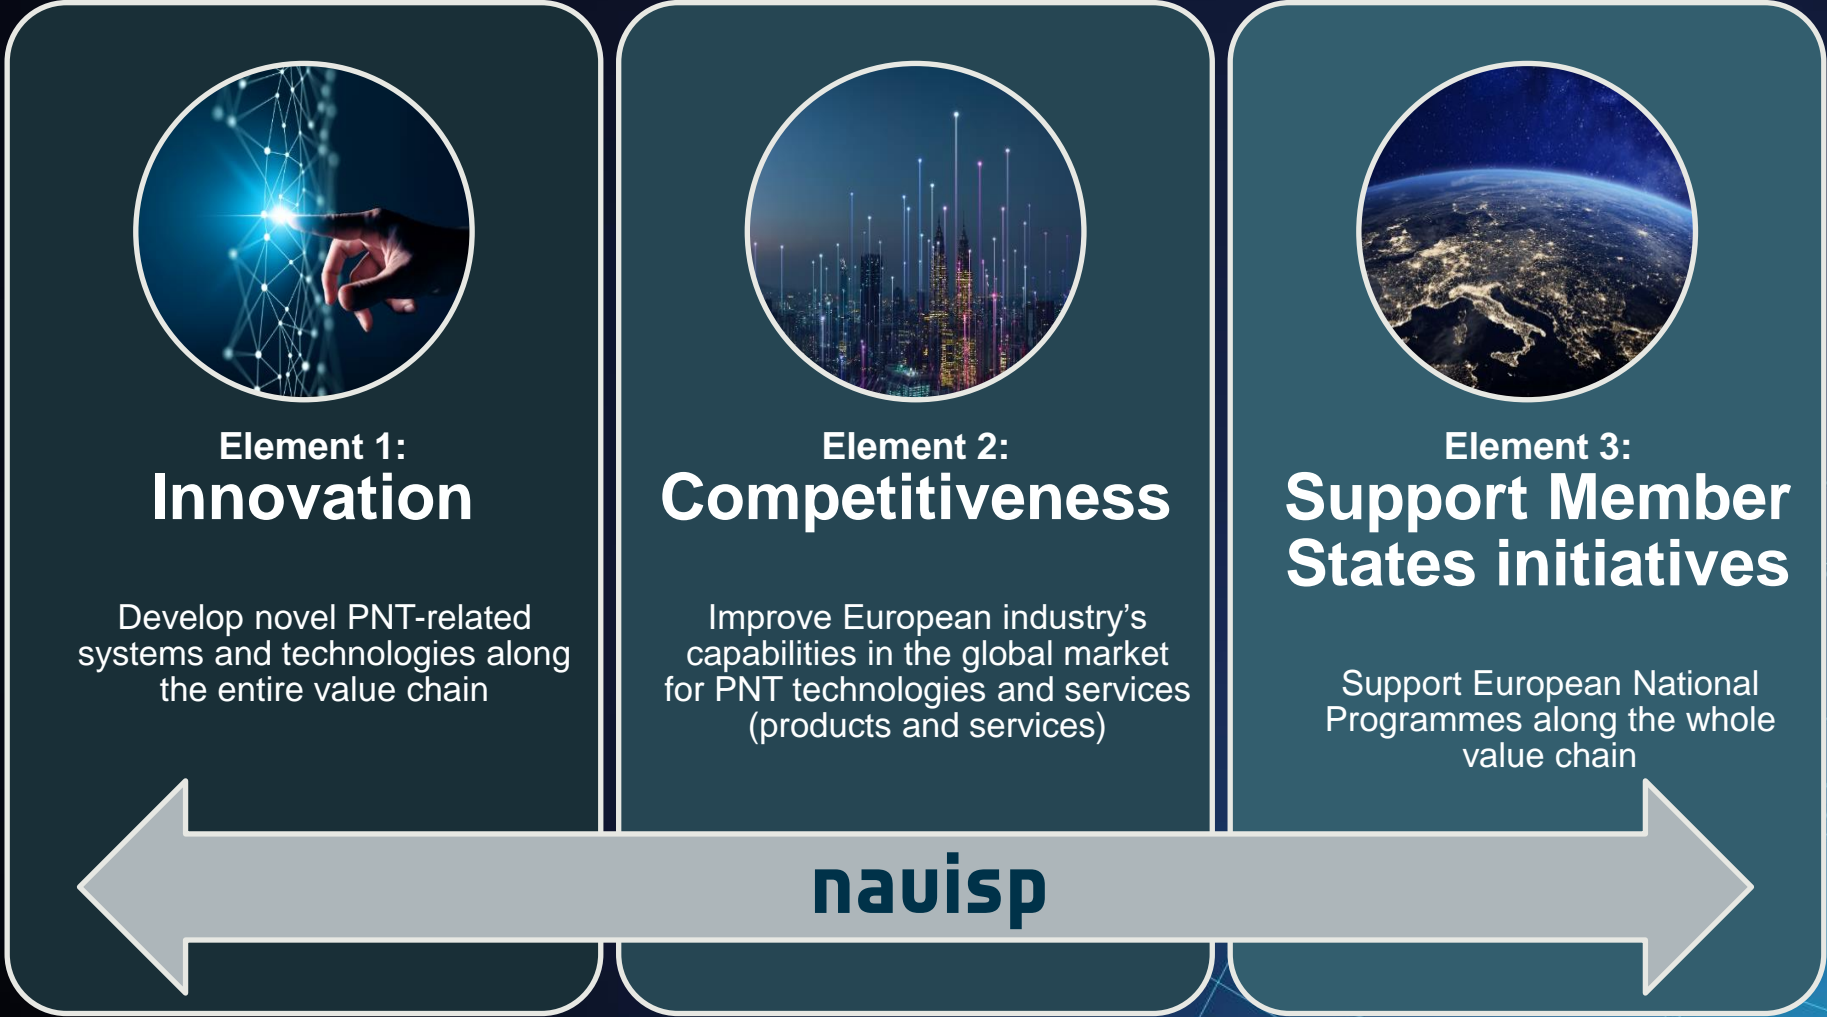 Element 1:
Innovation
Develop novel PNT-related
systems and technologies along
the entire value chain
Element 2:
Competitiveness
Improve European industry’s
capabilities in the global market
for PNT technologies and services
(products and services)
Element 3:
Support Member
States initiatives
Support European National
Programmes along the whole
value chain
navisp